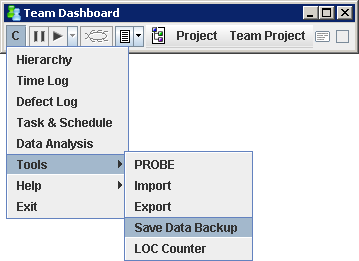 Team Dashboard
C Project Team Project
Hierarchy
Time Log
Defect Log
Task & Schedule
Data Analysis
Tools
Help
Exit
PROBE
Import
Export
Save Data Backup
LOC Counter